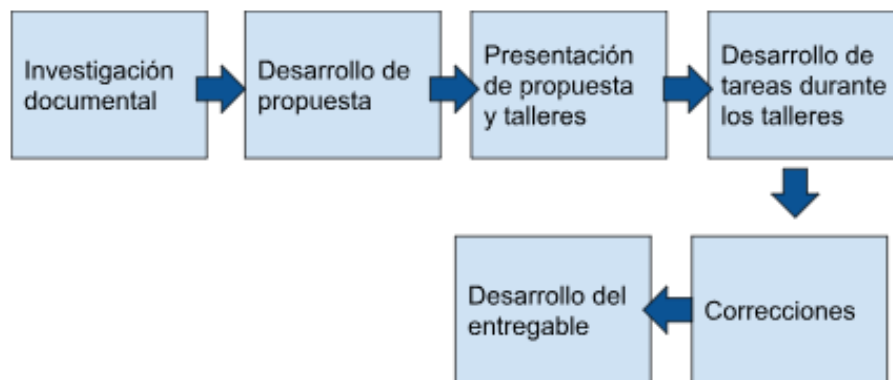 Investigación
documental
Desarrollo de
propuesta
Presentación
de propuesta
y talleres
Desarrollo de
tareas durante
los talleres
Correcciones
Desarrollo del
entregable